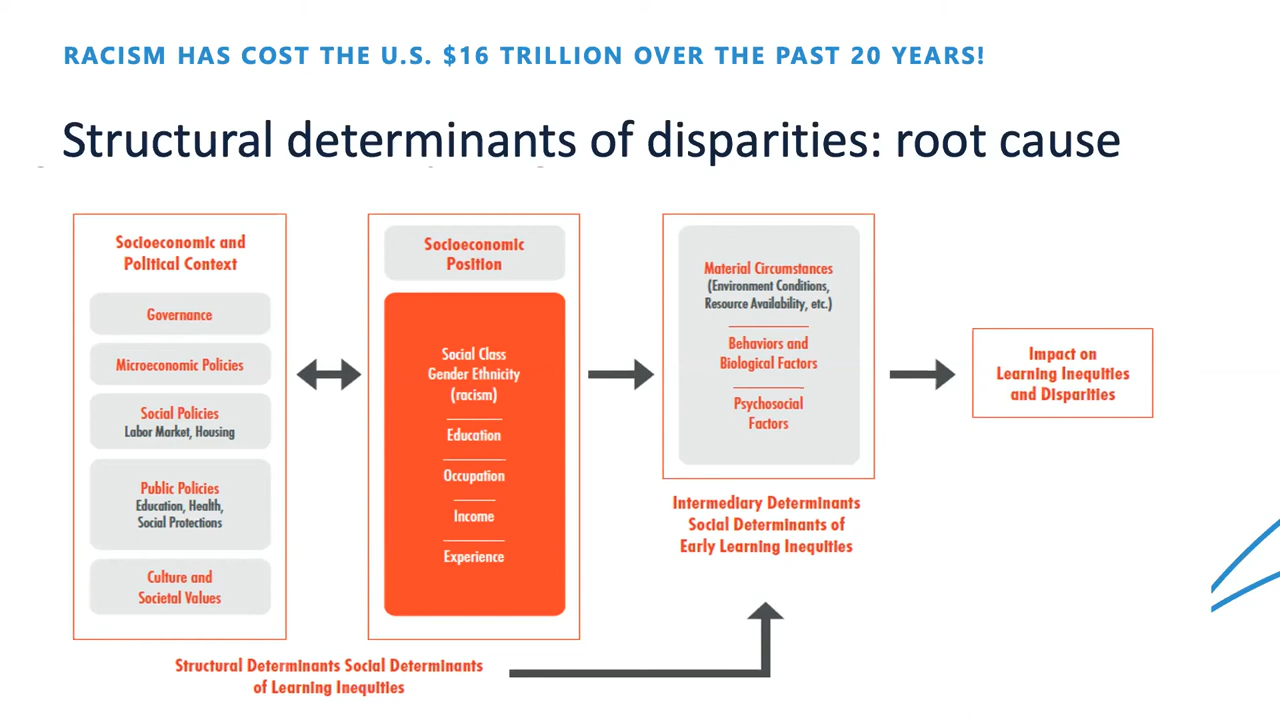 RACISM HAS COST THE U.S. $16 TRILLION OVER THE PAST 20 YEARS!
Structural determinants of disparities: root cause
Socioeconomic and
Political Context
Governance
Microeconomic Policies
Social Policies
Labor Market, Housing
Public Policies
Education, Health,
Social Protections
Culture and
Societal Values
Socioeconomic
Position
Social Class
Gender Ethnicity
(racism)
Education
Occupation
Income
Experience
Structural Determinants Social Determinants
of Learning Inequities
Material Circumstances
(Environment Conditions,
Resource Availability, etc.)
Behaviors and
Biological Factors
Psychosocial
Factors
Intermediary Determinants
Social Determinants of
Early Learning Inequities
Impact on
Learning Inequities
and Disparities